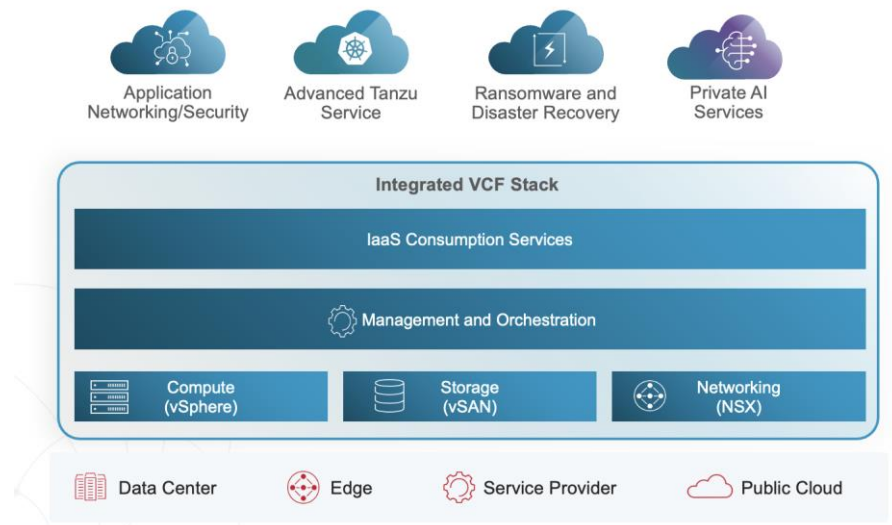 Application
Networking/Security
Advanced Tanzu
Service
Ransomware and
Disaster Recovery
Private AI
Services
Integrated VCF Stack
IaaS Consumption Services
Management and Orchestration
Compute
(vSphere)
Storage
(vSAN)
Networking
(NSX)
Data Center
Edge
Service Provider
Public Cloud